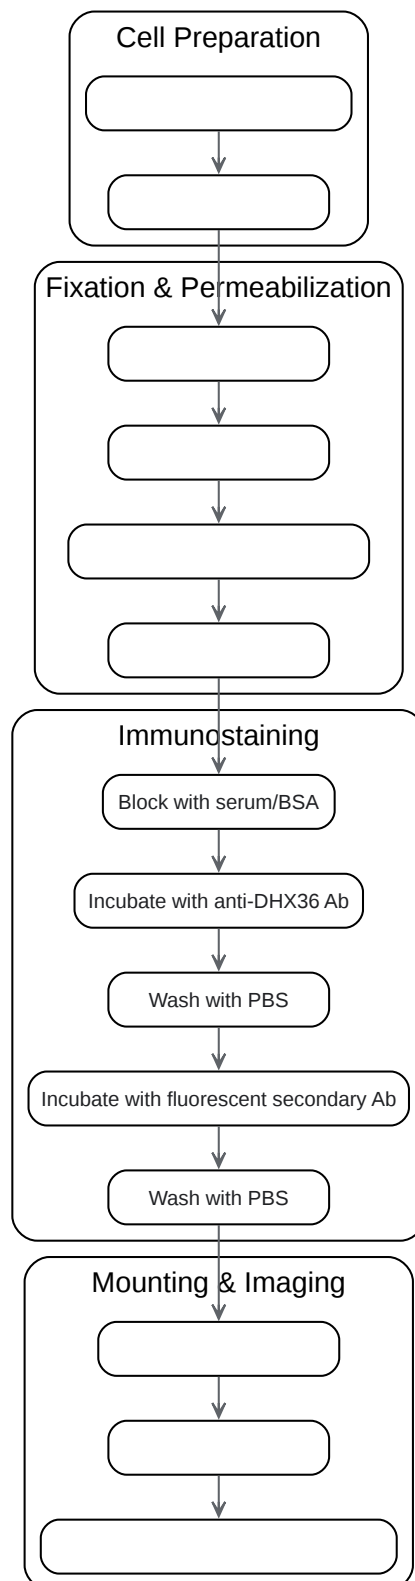 Cell Preparation
Fixation & Permeabilization
Immunostaining
Block with serum/BSA
Incubate with anti-DHX36 Ab
Wash with PBS
Incubate with fluorescent secondary Ab
Wash with PBS
Mounting & Imaging